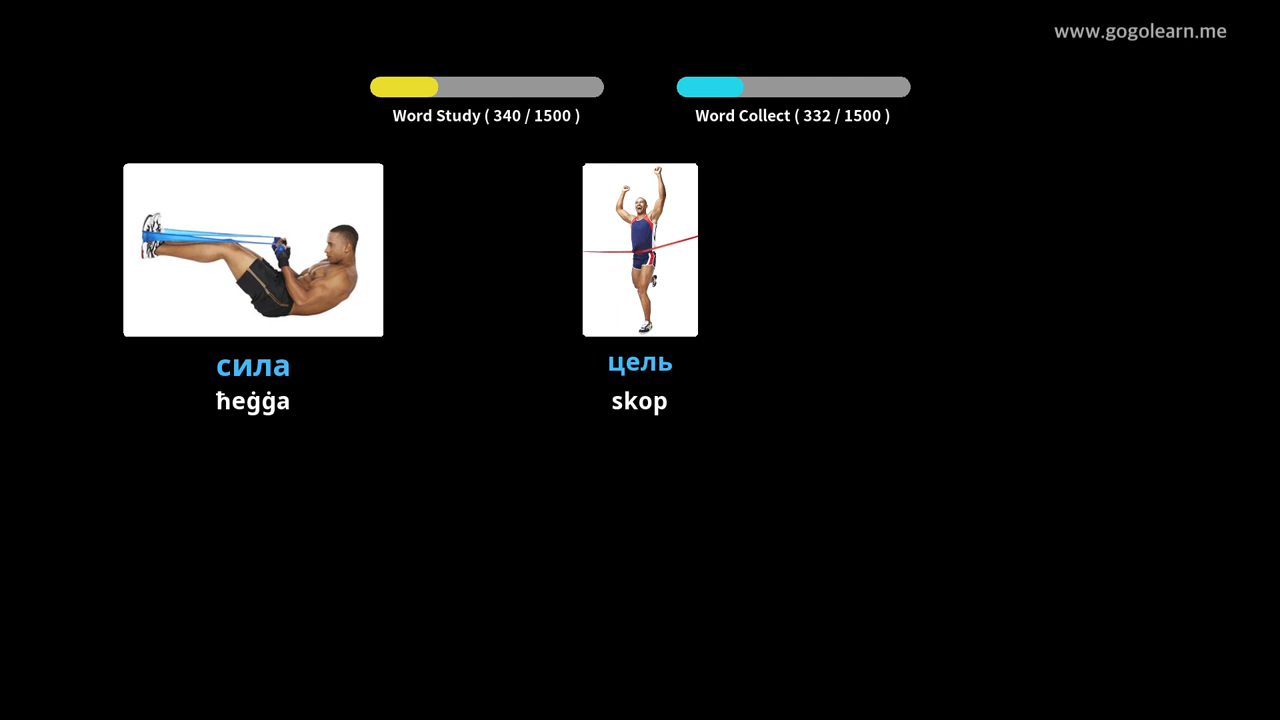 www.gogolearn.me
Word Study ( 340 / 1500 )
Word Collect ( 332 / 1500 )
сила
ħeġġa
цель
skop